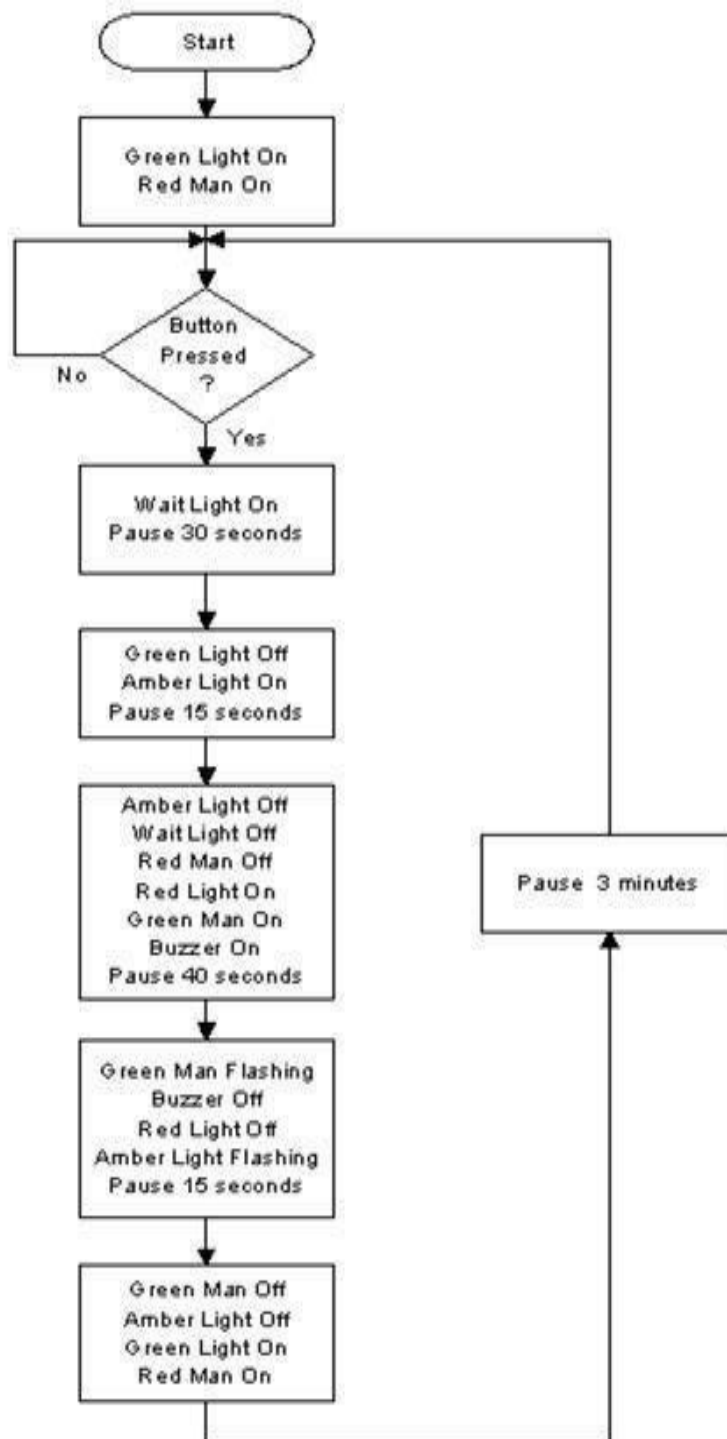 Start
Green Light On
Red Man On
Button
Pressed
?
No
Yes
Wait Light On
Pause 30 seconds
Green Light Off
Amber Light On
Pause 15 seconds
Amber Light Off
Wait Light Off
Red Man Off
Red Light On
Green Man On
Buzzer On
Pause 40 seconds
Pause 3 minutes
Green Man Flashing
Buzzer Off
Red Light Off
Amber Light Flashing
Pause 15 seconds
Green Man Off
Amber Light Off
Green Light On
Red Man On